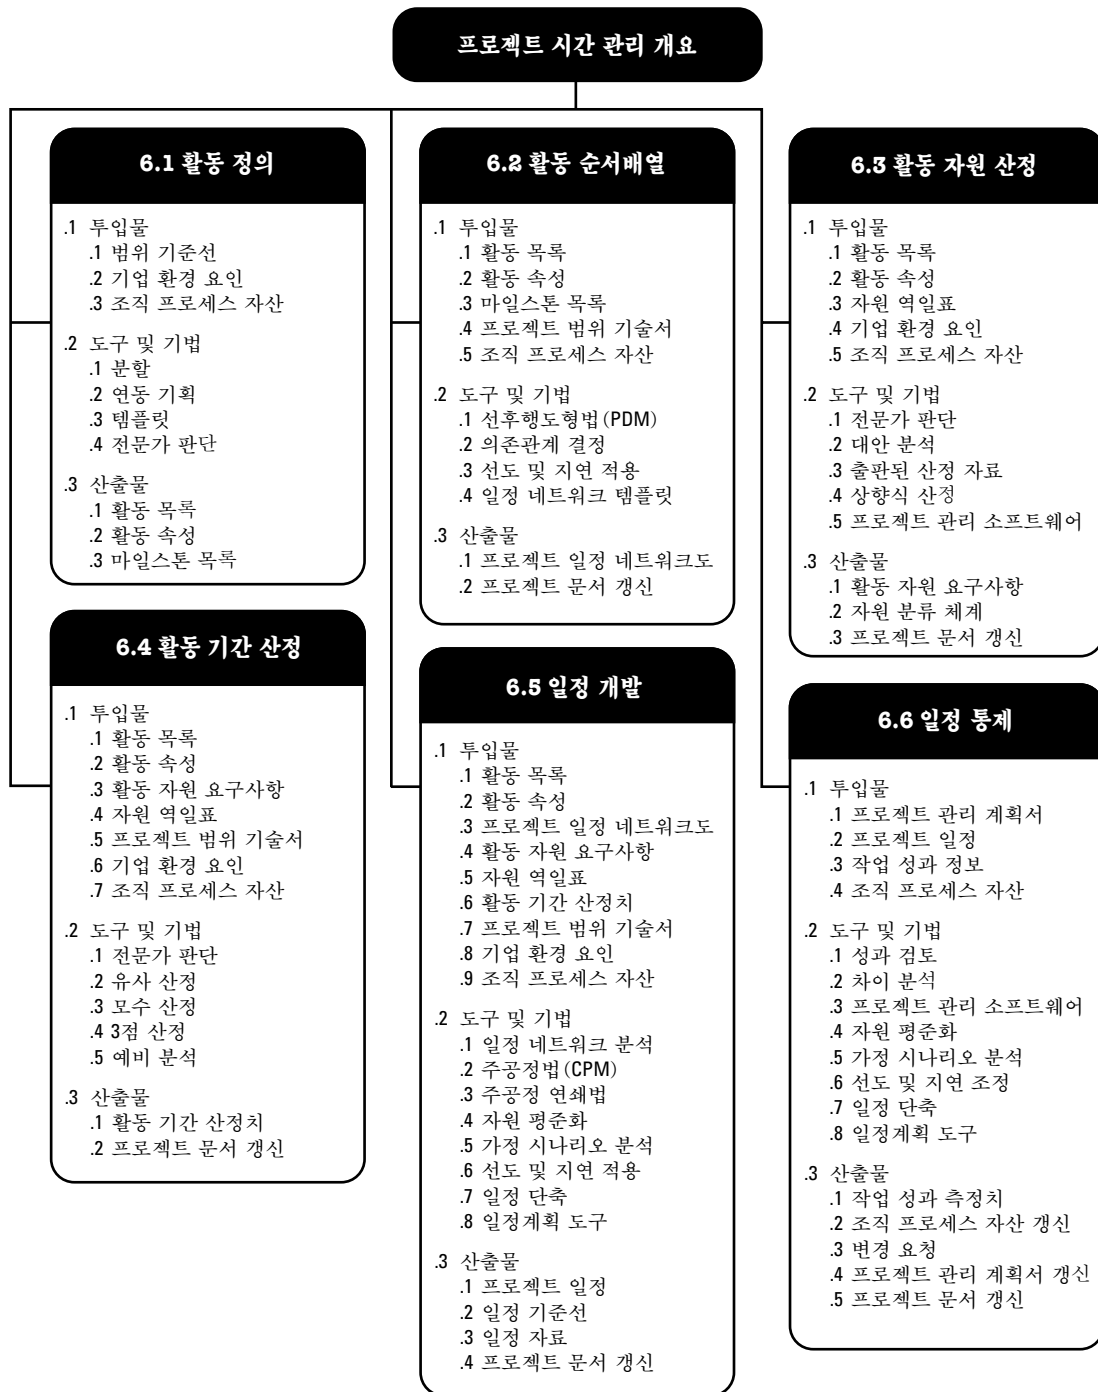 프로젝트 시간 관리 개요
6.1 활동 정의
.1 투입물
.1 범위 기준선
.2 기업 환경 요인
.3 조직 프로세스 자산
.2 도구 및 기법
.1 분할
.2 연동 기획
.3 템플릿
.4 전문가 판단
.3 산출물
.1 활동 목록
.2 활동 속성
.3 마일스톤 목록
6.2 활동 순서배열
.1 투입물
.1 활동 목록
.2 활동 속성
.3 마일스톤 목록
.4 프로젝트 범위 기술서
.5 조직 프로세스 자산
.2 도구 및 기법
.1 선후행도형법(PDM)
.2 의존관계 결정
.3 선도 및 지연 적용
.4 일정 네트워크 템플릿
.3 산출물
.1 프로젝트 일정 네트워크도
.2 프로젝트 문서 갱신
6.3 활동 자원 산정
.1 투입물
.1 활동 목록
.2 활동 속성
.3 자원 역일표
.4 기업 환경 요인
.5 조직 프로세스 자산
.2 도구 및 기법
.1 전문가 판단
.2 대안 분석
.3 출판된 산정 자료
.4 상향식 산정
.5 프로젝트 관리 소프트웨어
.3 산출물
.1 활동 자원 요구사항
.2 자원 분류 체계
.3 프로젝트 문서 갱신
6.4 활동 기간 산정
.1 투입물
.1 활동 목록
.2 활동 속성
.3 활동 자원 요구사항
.4 자원 역일표
.5 프로젝트 범위 기술서
.6 기업 환경 요인
.7 조직 프로세스 자산
.2 도구 및 기법
.1 전문가 판단
.2 유사 산정
.3 모수 산정
.4 3점 산정
.5 예비 분석
.3 산출물
.1 활동 기간 산정치
.2 프로젝트 문서 갱신
6.5 일정 개발
.1 투입물
.1 활동 목록
.2 활동 속성
.3 프로젝트 일정 네트워크도
.4 활동 자원 요구사항
.5 자원 역일표
.6 활동 기간 산정치
.7 프로젝트 범위 기술서
.8 기업 환경 요인
.9 조직 프로세스 자산
.2 도구 및 기법
.1 일정 네트워크 분석
.2 주공정법(CPM)
.3 주공정 연쇄법
.4 자원 평준화
.5 가정 시나리오 분석
.6 선도 및 지연 적용
.7 일정 단축
.8 일정계획 도구
.3 산출물
.1 프로젝트 일정
.2 일정 기준선
.3 일정 자료
.4 프로젝트 문서 갱신
6.6 일정 통제
.1 투입물
.1 프로젝트 관리 계획서
.2 프로젝트 일정
.3 작업 성과 정보
.4 조직 프로세스 자산
.2 도구 및 기법
.1 성과 검토
.2 차이 분석
.3 프로젝트 관리 소프트웨어
.4 자원 평준화
.5 가정 시나리오 분석
.6 선도 및 지연 조정
.7 일정 단축
.8 일정계획 도구
.3 산출물
.1 작업 성과 측정치
.2 조직 프로세스 자산 갱신
.3 변경 요청
.4 프로젝트 관리 계획서 갱신
.5 프로젝트 문서 갱신